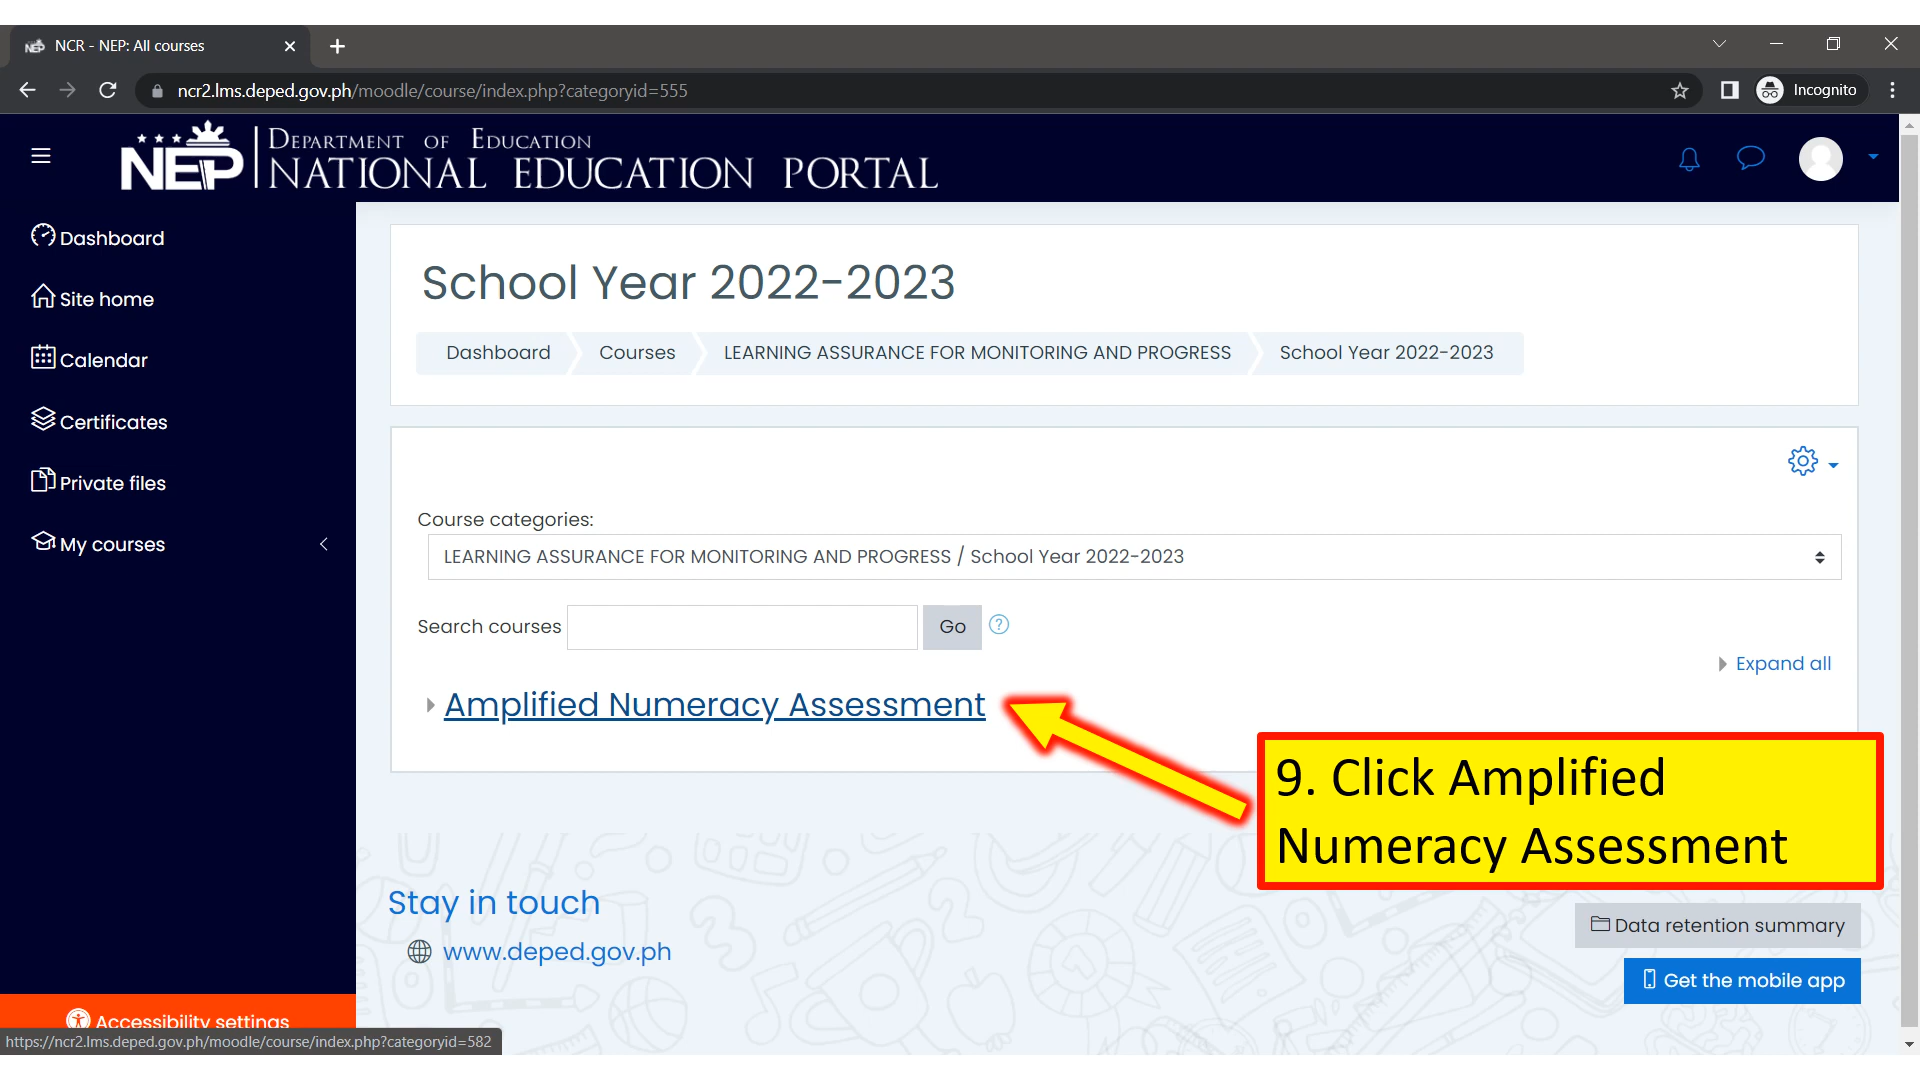 NCR - NEP: All courses
ncr2.lms.deped.gov.ph/moodle/course/index.php?categoryid=555
Incognito
NEP
DEPARTMENT OF EDUCATION
NATIONAL EDUCATION PORTAL
Dashboard
Site home
Calendar
Certificates
Private files
My courses
School Year 2022-2023
Dashboard Courses LEARNING ASSURANCE FOR MONITORING AND PROGRESS School Year 2022-2023
Course categories:
LEARNING ASSURANCE FOR MONITORING AND PROGRESS / School Year 2022-2023
Search courses Go
Expand all
Amplified Numeracy Assessment
9. Click Amplified
Numeracy Assessment
Stay in touch
www.deped.gov.ph
Data retention summary
Get the mobile app
Accessibility settings
https://ncr2.lms.deped.gov.ph/moodle/course/index.php?categoryid=582